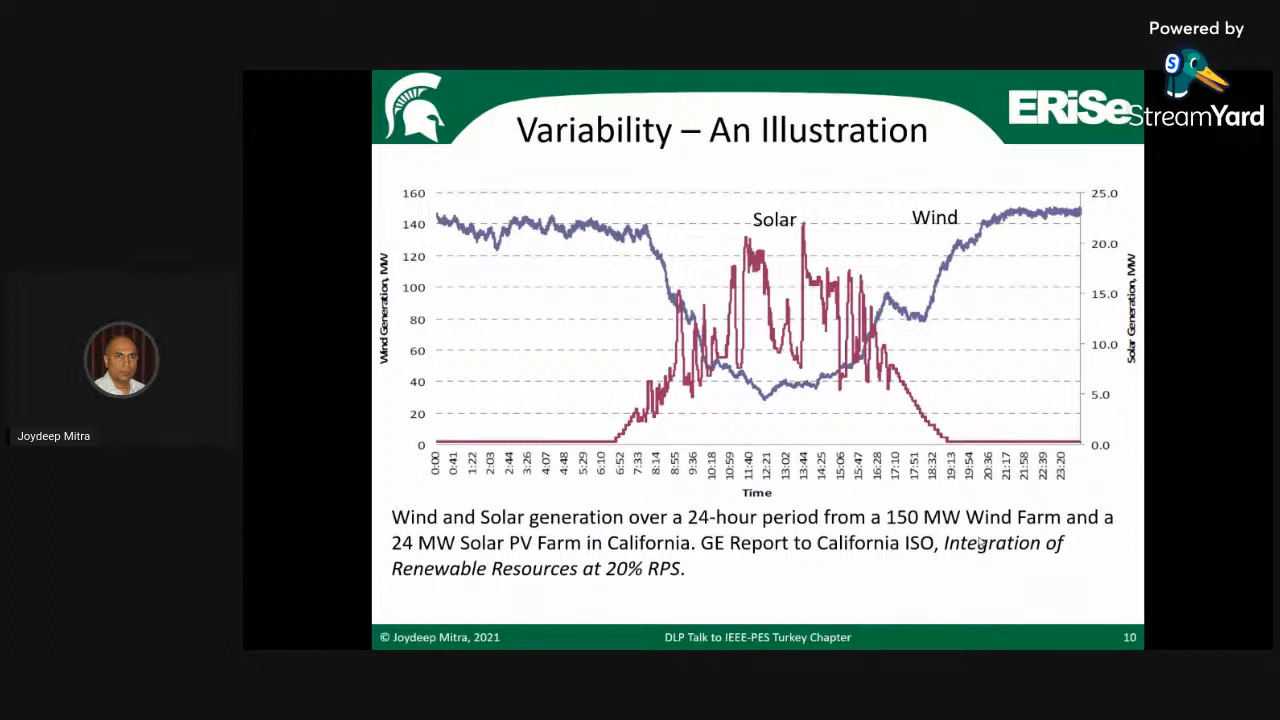 Powered by
StreamYard
ERiSe
Variability – An Illustration
160
140
120
100
80
60
40
20
0
Wind Generation, MW
Solar
Wind
25.0
20.0
15.0
10.0
5.0
0.0
Solar Generation, MW
0:00 0:41 1:22 2:03 2:44 3:26 4:07 4:48 5:29 6:10 6:52 7:33 8:14 8:55 9:36 10:18 10:59 11:40 12:21 13:02 13:44 14:25 15:06 15:47 16:28 17:10 17:51 18:32 19:13 19:54 20:36 21:17 21:58 22:39 23:20
Time
Joydeep Mitra
Wind and Solar generation over a 24-hour period from a 150 MW Wind Farm and a
24 MW Solar PV Farm in California. GE Report to California ISO, Integration of
Renewable Resources at 20% RPS.
© Joydeep Mitra, 2021
DLP Talk to IEEE-PES Turkey Chapter
10